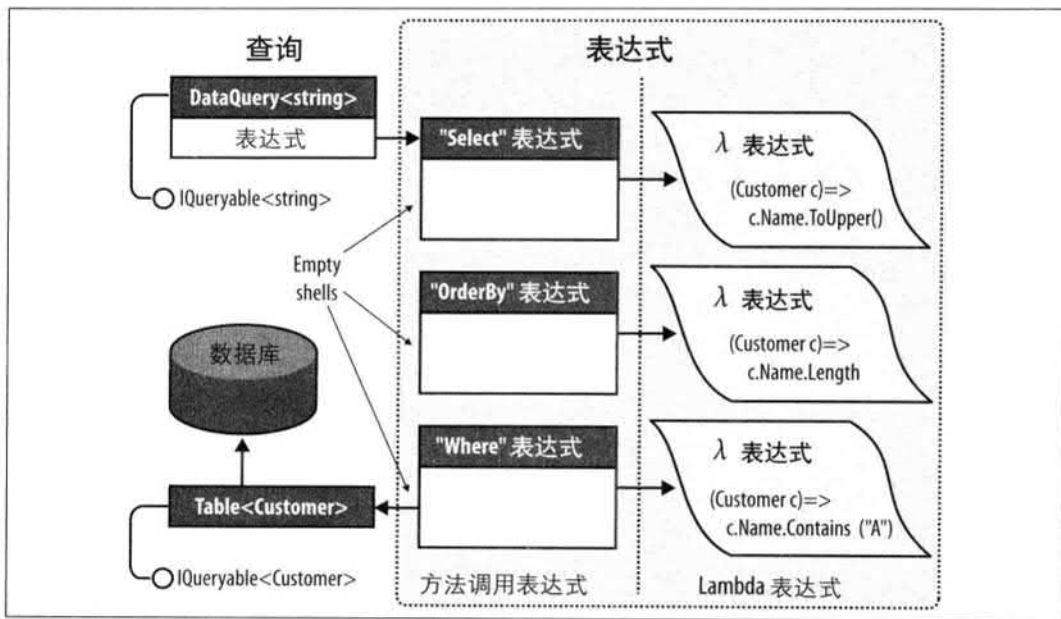 查询
表达式
DataQuery<string>
表达式
IQueryable<string>
"Select" 表达式
λ 表达式
(Customer c)=>
c.Name.ToUpper()
Empty
shells
"OrderBy" 表达式
λ 表达式
(Customer c)=>
c.Name.Length
数据库
"Where" 表达式
λ 表达式
(Customer c)=>
c.Name.Contains ("A")
Table<Customer>
IQueryable<Customer>
方法调用表达式
Lambda 表达式